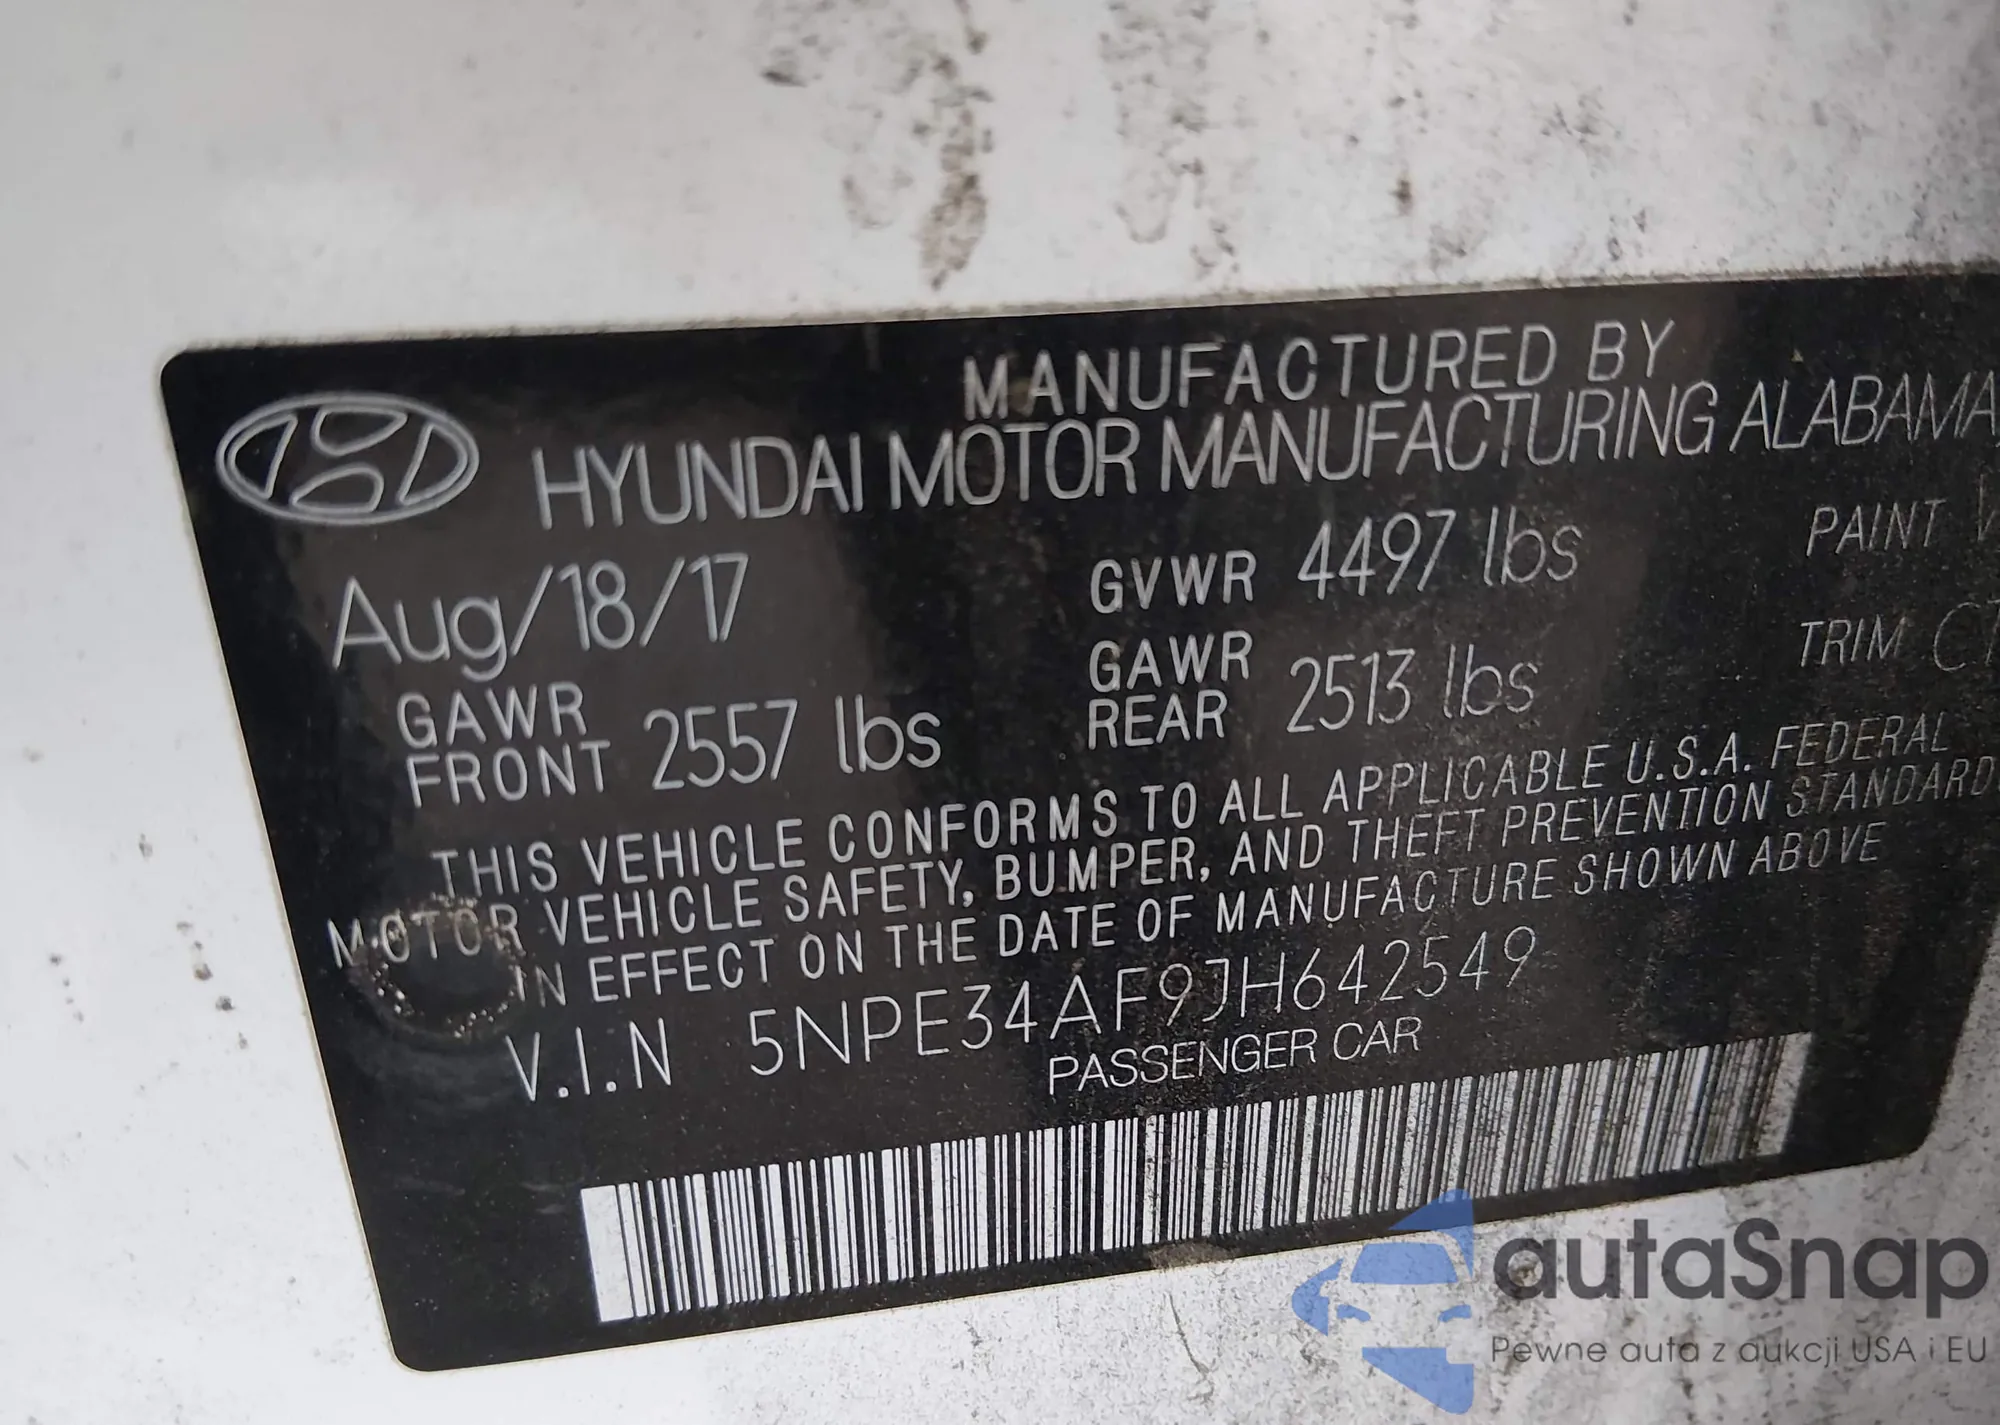 MANUFACTURED BY
HYUNDAI MOTOR MANUFACTURING ALABAMA,
Aug/18/17 GVWR 4497 lbs PAINT
GAWR FRONT 2557 lbs GAWR REAR 2513 lbs TRIM
THIS VEHICLE CONFORMS TO ALL APPLICABLE U.S.A. FEDERAL
MOTOR VEHICLE SAFETY, BUMPER, AND THEFT PREVENTION STANDARD
IN EFFECT ON THE DATE OF MANUFACTURE SHOWN ABOVE
V.I.N 5NPE34AF9JH642549
PASSENGER CAR
autaSnap
Pewne auta z aukcji USA i EU